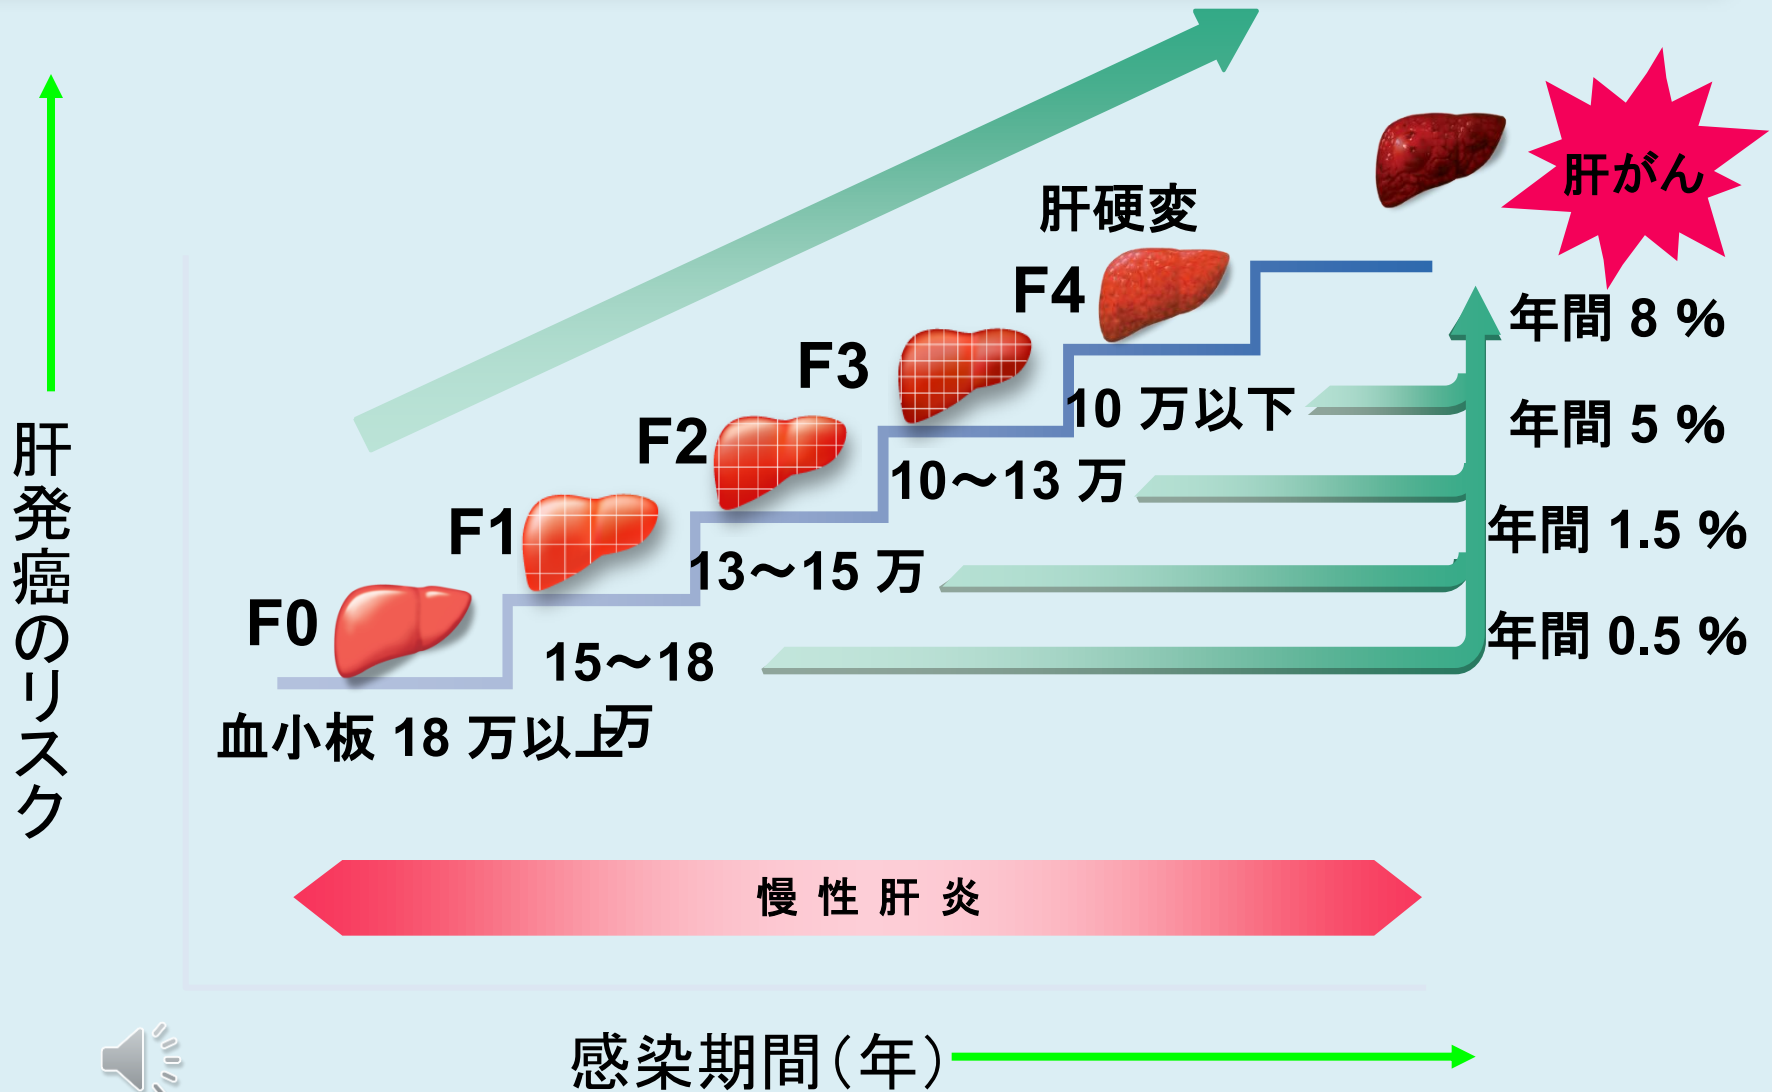 肝がん
肝硬変
F4
年間 8 %
F3
10 万以下
年間 5 %
F2
10～13 万
年間 1.5 %
F1
13～15 万
年間 0.5 %
F0
15～18
万
血小板 18 万以上
肝発癌のリスク
慢性肝炎
感染期間(年)